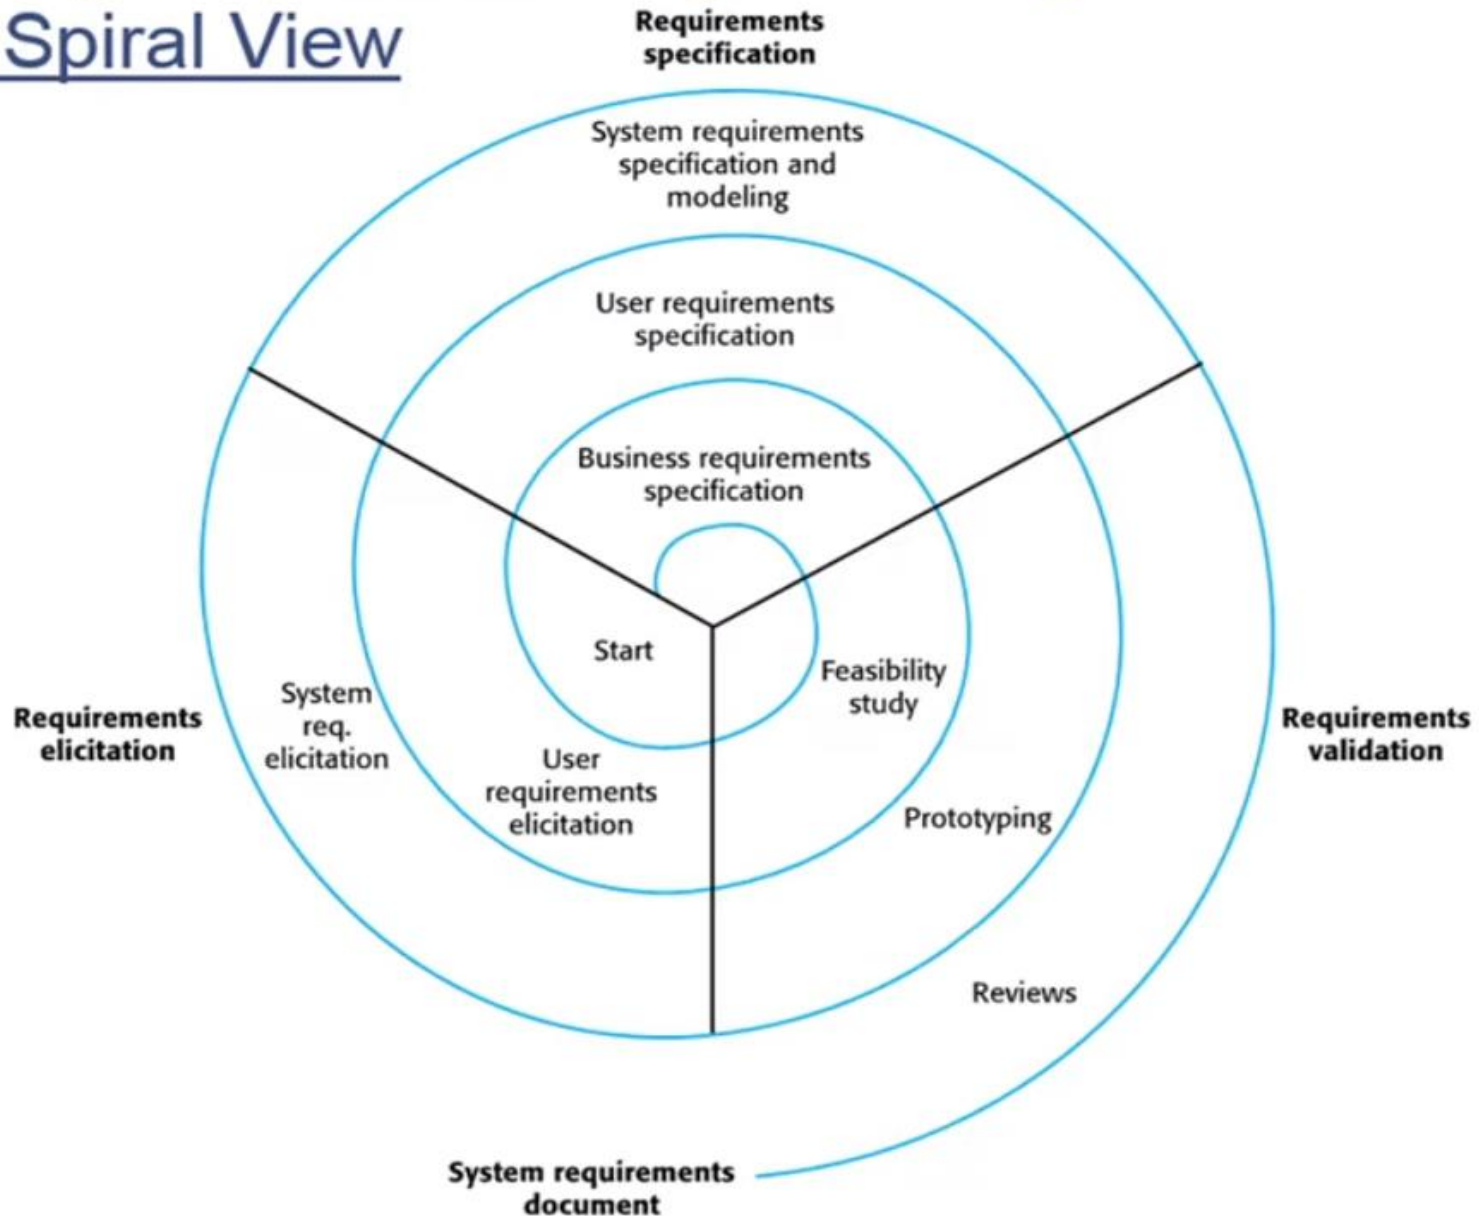 Spiral View
Requirements
specification
System requirements
specification and
modeling
User requirements
specification
Business requirements
specification
Start
Feasibility
study
System
req.
elicitation
Requirements
elicitation
User
requirements
elicitation
Requirements
validation
Prototyping
Reviews
System requirements
document